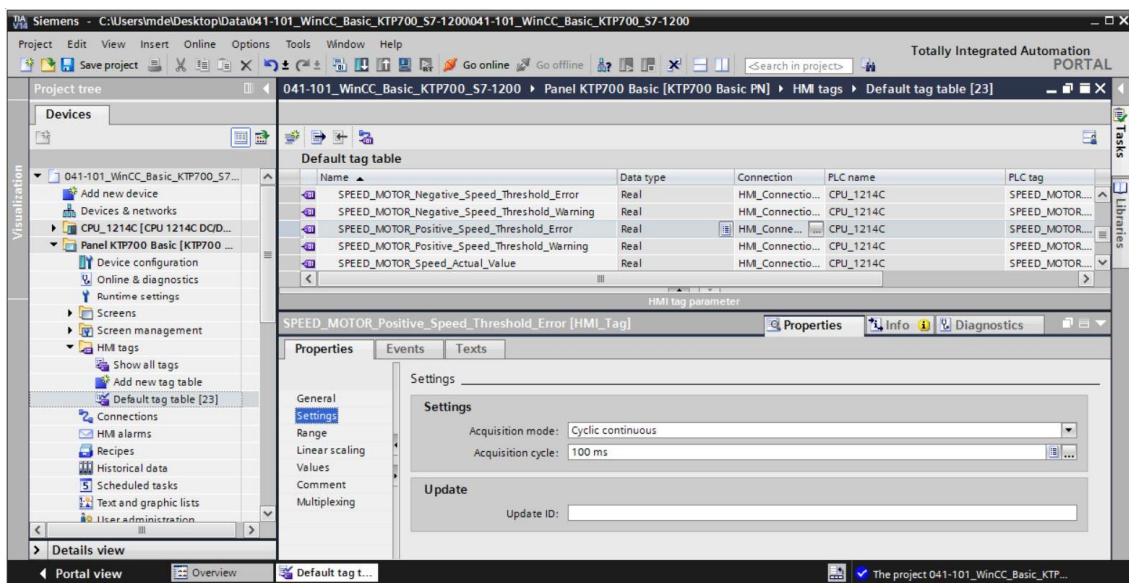 Siemens - C:\Users\mde\Desktop\Data\041-101_WinCC_Basic_KTP700_S7-1200\041-101_WinCC_Basic_KTP700_S7-1200
Project Edit View Insert Online Options Tools Window Help
Totally Integrated Automation
PORTAL
Save project Go online Go offline <Search in project>
Project tree
041-101_WinCC_Basic_KTP700_S7-1200 Panel KTP700 Basic [KTP700 Basic PN] HMI tags Default tag table [23]
Devices
Default tag table
Name Data type Connection PLC name PLC tag
SPEED_MOTOR_Negative_Speed_Threshold_Error Real HMI_Connectio... CPU_1214C SPEED_MOTOR....
SPEED_MOTOR_Negative_Speed_Threshold_Warning Real HMI_Connectio... CPU_1214C SPEED_MOTOR....
SPEED_MOTOR_Positive_Speed_Threshold_Error Real HMI_Conne... CPU_1214C SPEED_MOTOR....
SPEED_MOTOR_Positive_Speed_Threshold_Warning Real HMI_Connectio... CPU_1214C SPEED_MOTOR....
SPEED_MOTOR_Speed_Actual_Value Real HMI_Connectio... CPU_1214C SPEED_MOTOR....
HMI tag parameter
041-101_WinCC_Basic_KTP700_S7...
Add new device
Devices & networks
CPU_1214C [CPU 1214C DC/D...
Panel KTP700 Basic [KTP700 ...
Device configuration
Online & diagnostics
Runtime settings
Screens
Screen management
HMI tags
Show all tags
Add new tag table
Default tag table [23]
Connections
HMI alarms
Recipes
Historical data
Scheduled tasks
Text and graphic lists
User administration
Details view
SPEED_MOTOR_Positive_Speed_Threshold_Error [HMI_Tag]
Properties Info Diagnostics
Properties Events Texts
General
Settings
Range
Linear scaling
Values
Comment
Multiplexing
Settings
Settings
Acquisition mode: Cyclic continuous
Acquisition cycle: 100 ms
Update
Update ID:
Visualization
Tasks
Libraries
Portal view Overview Default tag t... The project 041-101_WinCC_Basic_KTP...